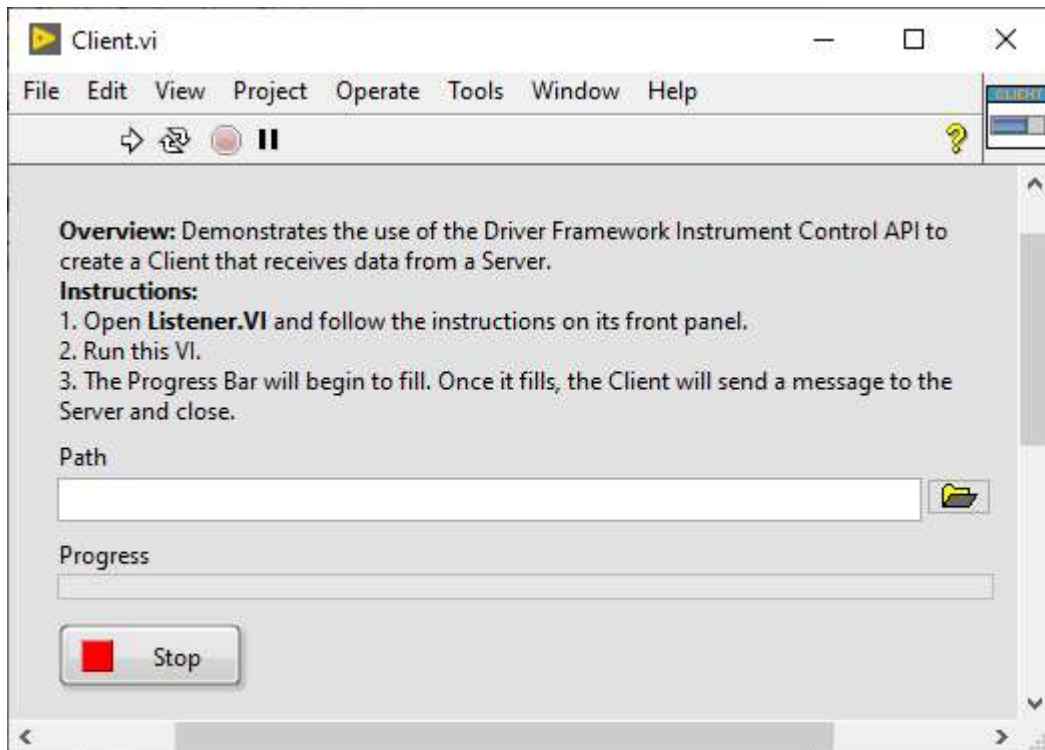 Client.vi
File Edit View Project Operate Tools Window Help
CLIENT
Overview: Demonstrates the use of the Driver Framework Instrument Control API to
create a Client that receives data from a Server.
Instructions:
1. Open Listener.VI and follow the instructions on its front panel.
2. Run this VI.
3. The Progress Bar will begin to fill. Once it fills, the Client will send a message to the
Server and close.
Path
Progress
Stop